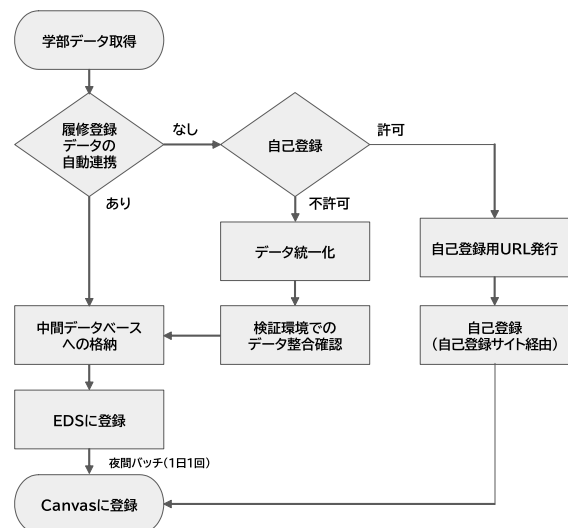 学部データ取得
履修登録
データの
自動連携
なし
自己登録
許可
あり
不許可
データ統一化
自己登録用URL発行
中間データベース
への格納
検証環境での
データ整合確認
自己登録
（自己登録サイト経由）
EDSに登録
夜間バッチ（1日1回）
Canvasに登録